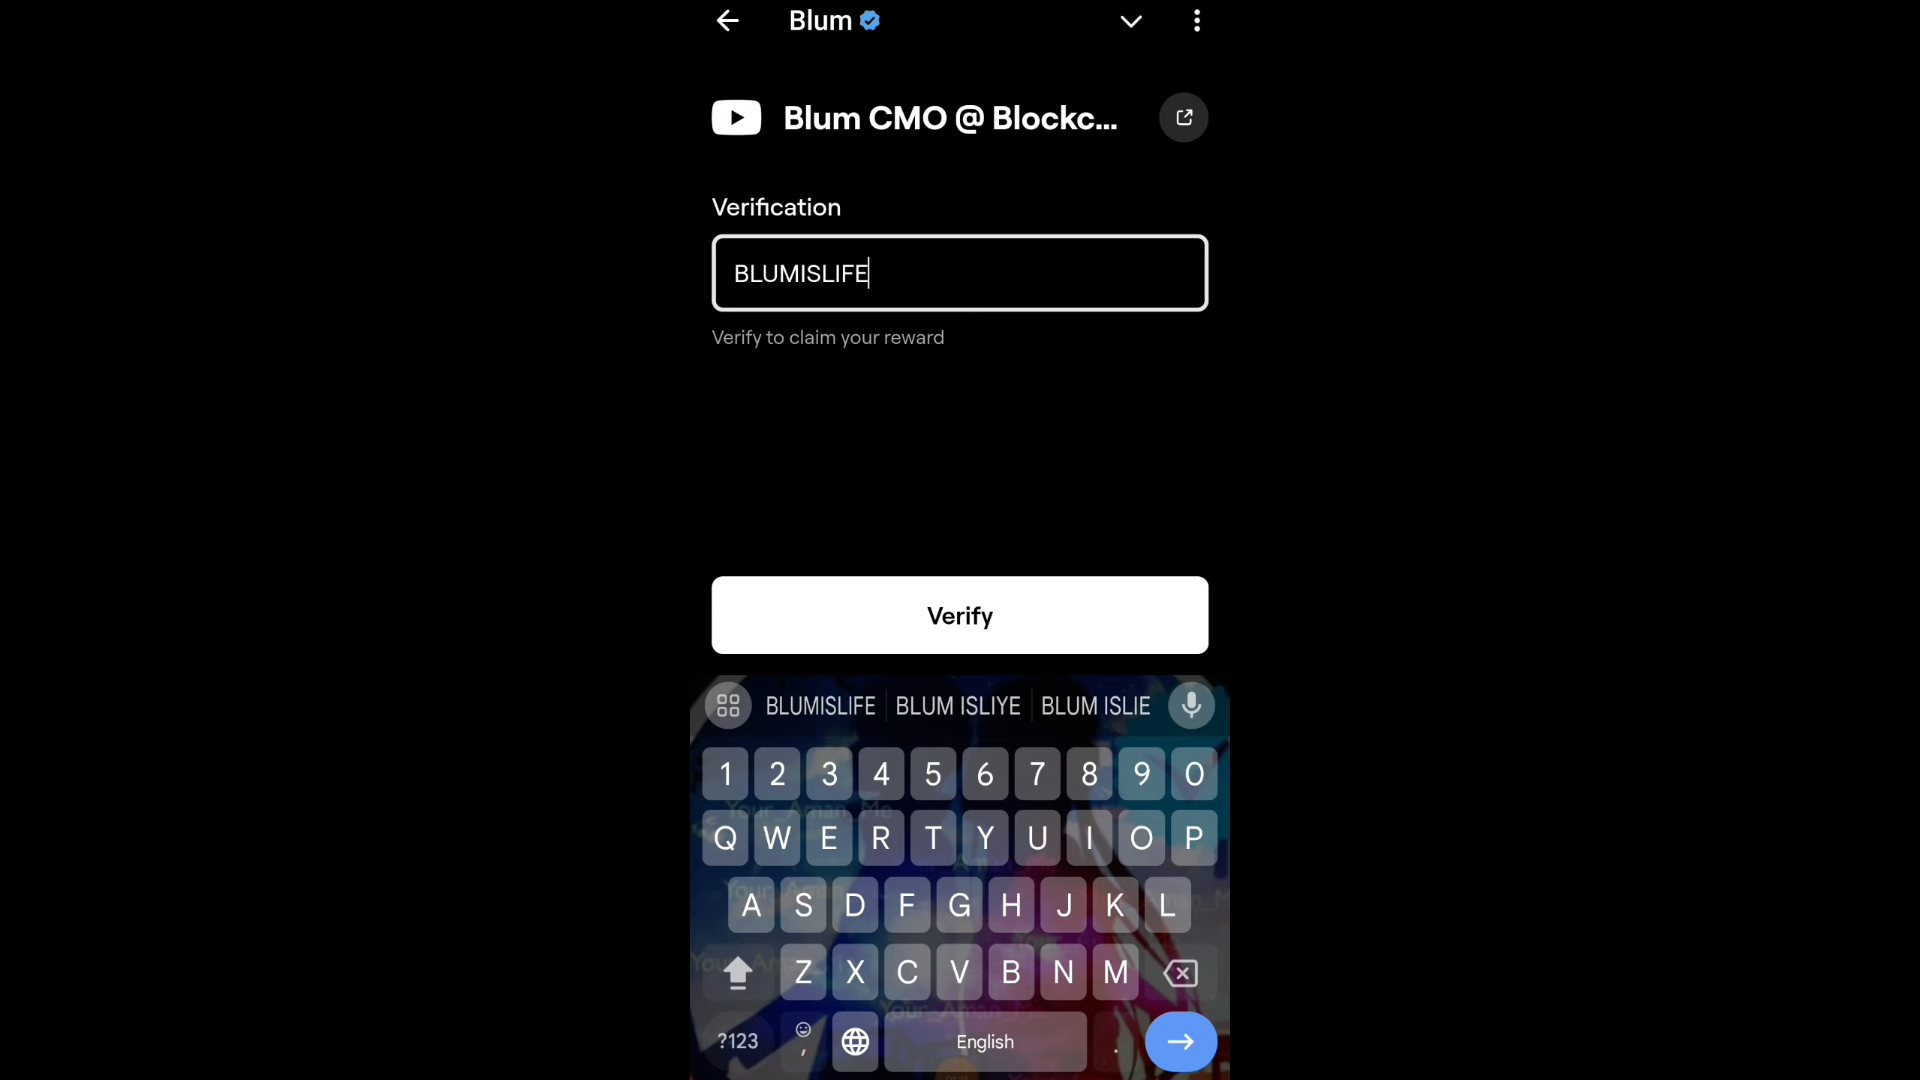 Blum
Blum CMO @ Blockc...
Verification
BLUMISLIFE
Verify to claim your reward
Verify
BLUMISLIFE BLUM ISLIYE BLUM ISLIE
1 2 3 4 5 6 7 8 9 0
Q W E R T Y U I O P
A S D F G H J K L
Z X C V B N M
?123 , English .